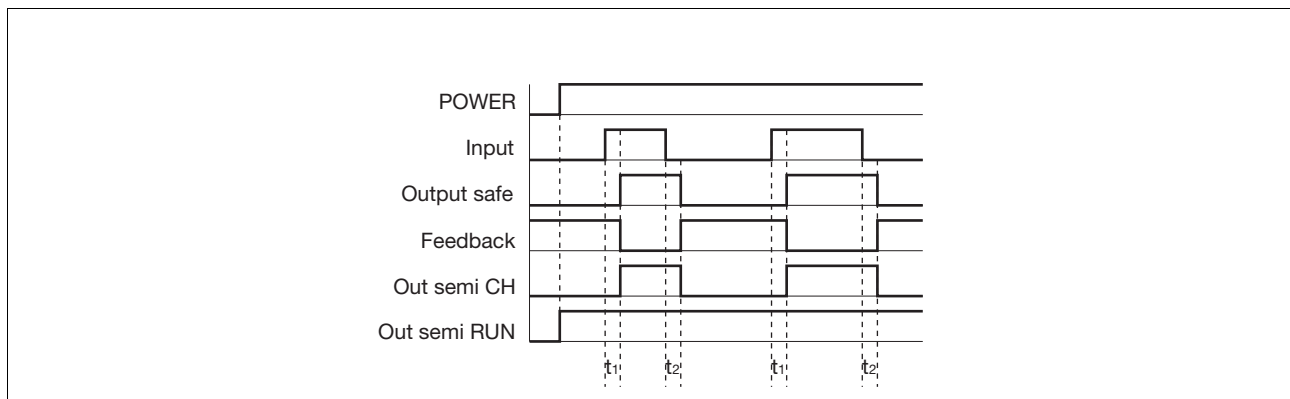 POWER
Input
Output safe
Feedback
Out semi CH
Out semi RUN
t1 t2 t1 t2